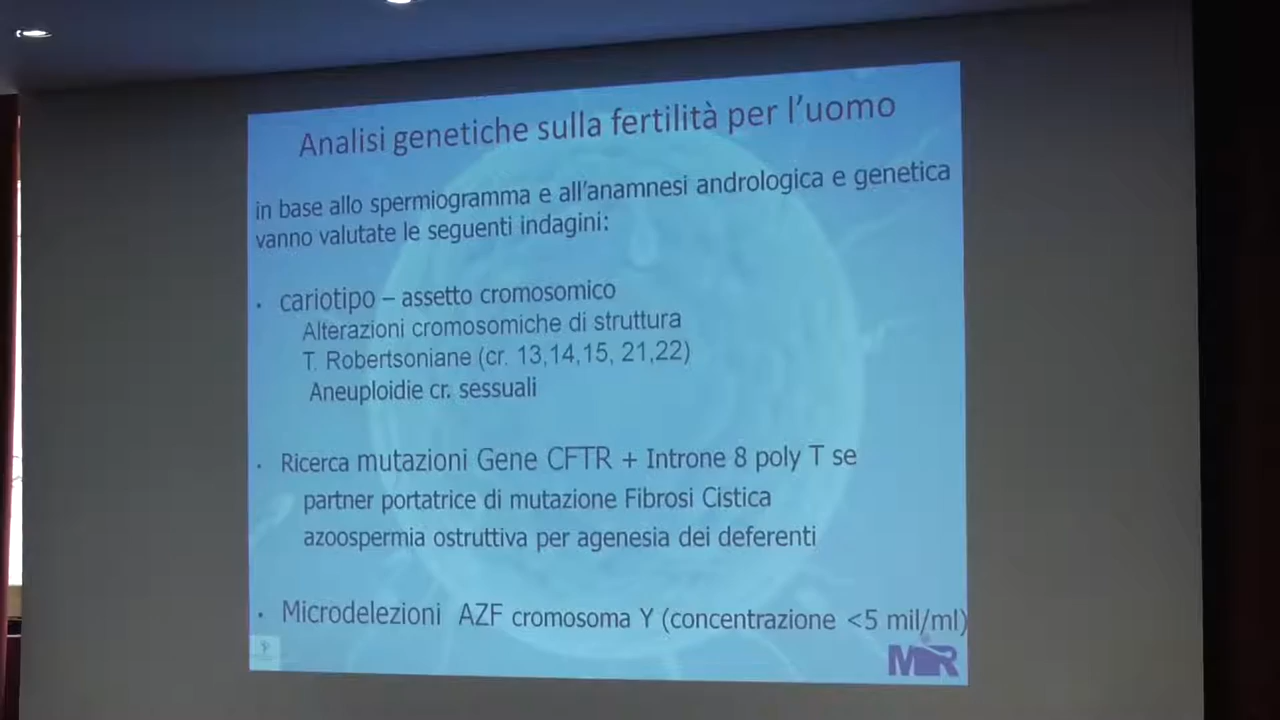 Analisi genetiche sulla fertilità per l'uomo
in base allo spermiogramma e all'anamnesi andrologica e genetica
vanno valutate le seguenti indagini:
· cariotipo – assetto cromosomico
Alterazioni cromosomiche di struttura
T. Robertsoniane (cr. 13,14,15, 21,22)
Aneuploidie cr. sessuali
· Ricerca mutazioni Gene CFTR + Introne 8 poly T se
partner portatrice di mutazione Fibrosi Cistica
azoospermia ostruttiva per agenesia dei deferenti
· Microdelezioni AZF cromosoma Y (concentrazione <5 mil/ml)
MR